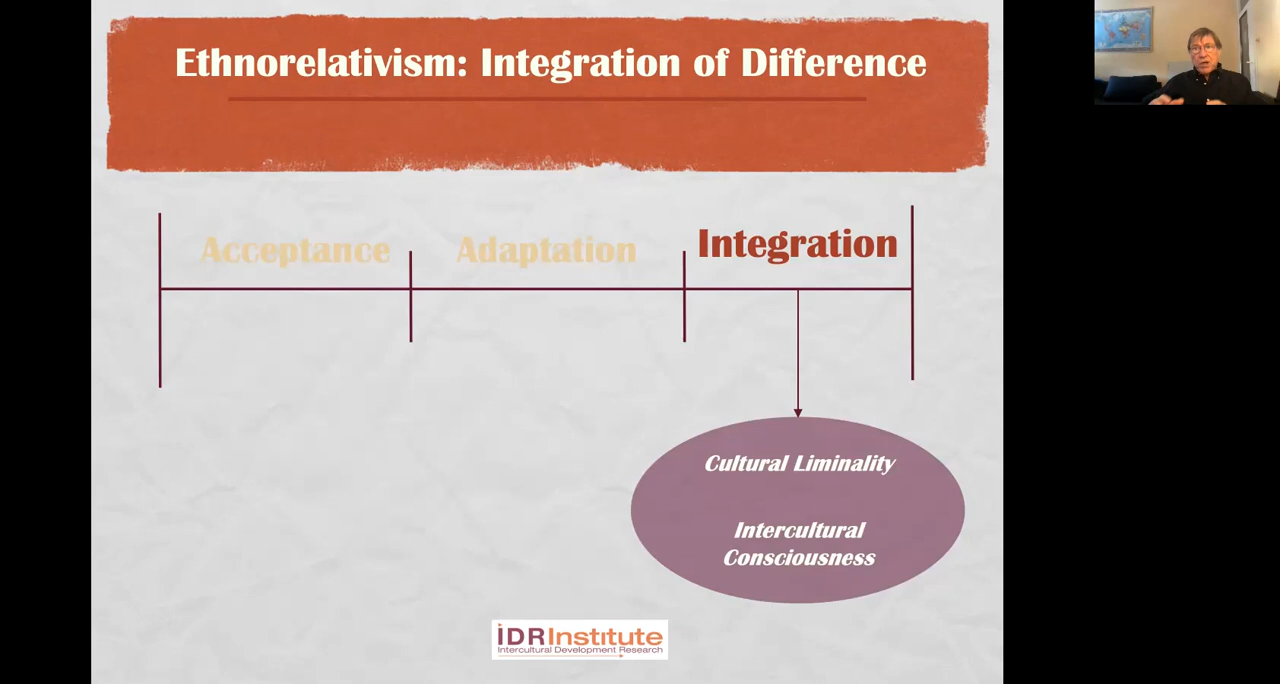 Ethnorelativism: Integration of Difference
Acceptance
Adaptation
Integration
Cultural Liminality
Intercultural
Consciousness
IDRInstitute
Intercultural Development Research